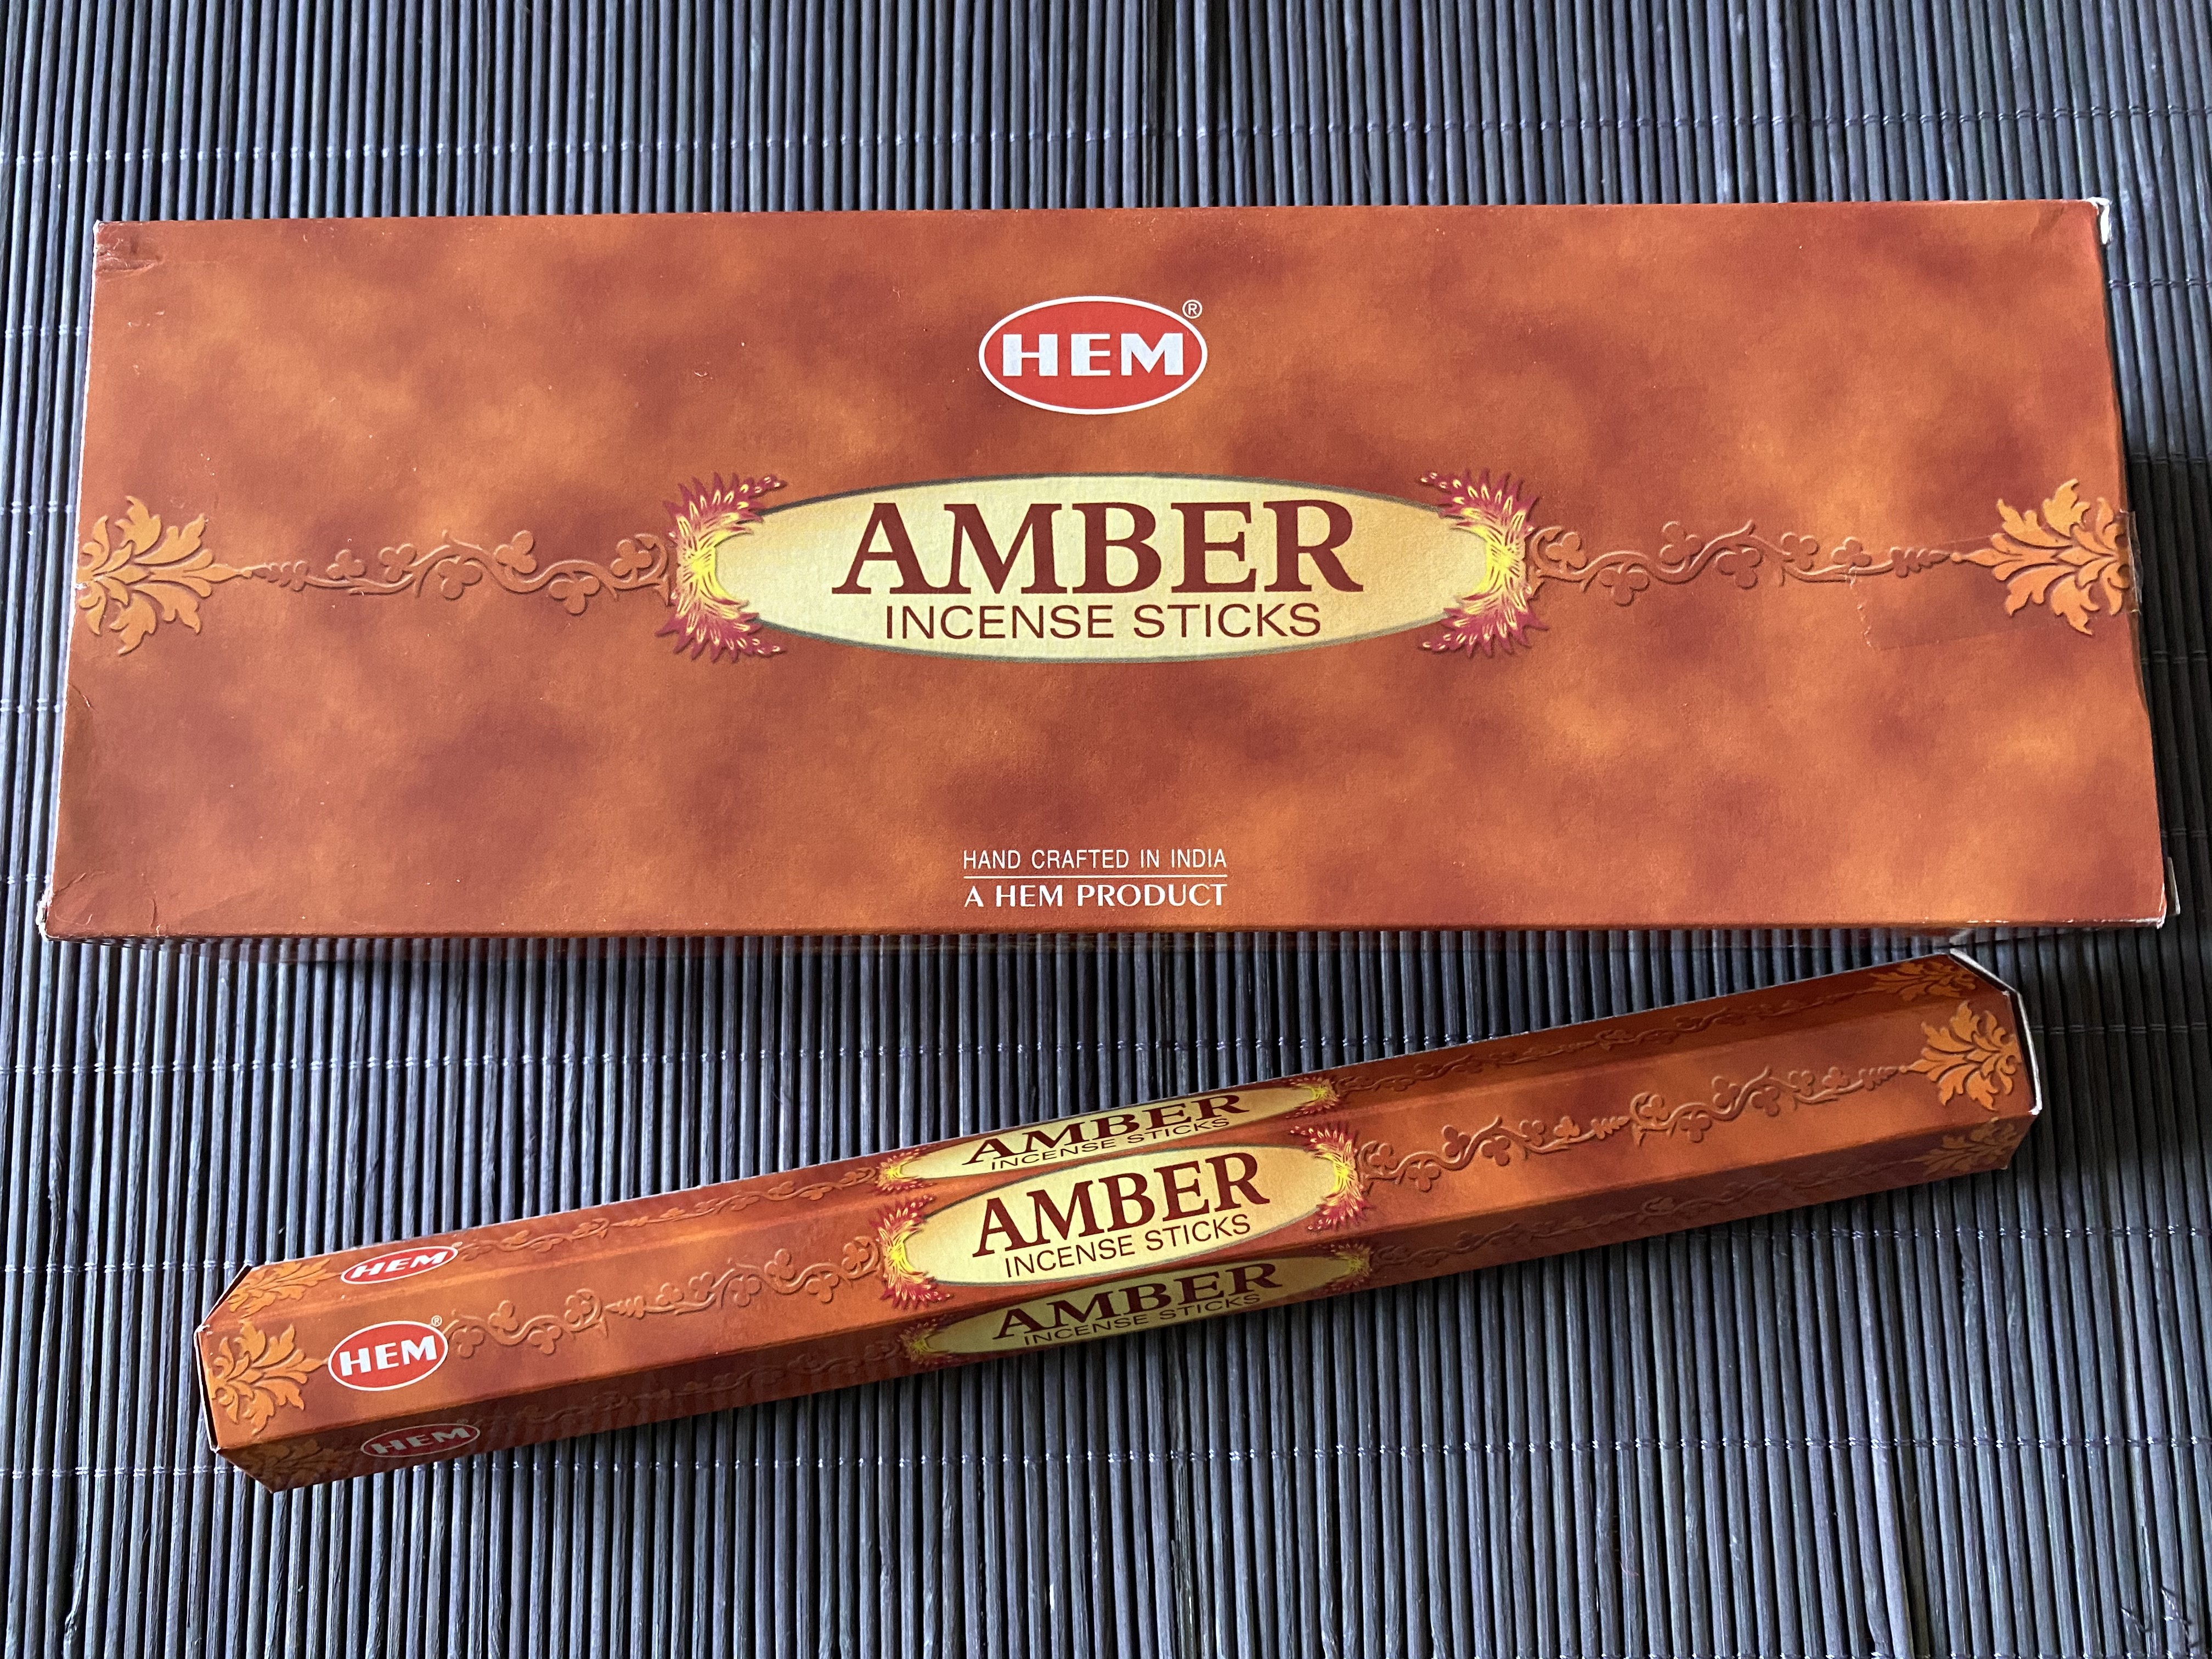 HEM®
AMBER
INCENSE STICKS
HAND CRAFTED IN INDIA
A HEM PRODUCT
AMBER
INCENSE STICKS
AMBER
INCENSE STICKS
AMBER
INCENSE STICKS
HEM
HEM®
HEM